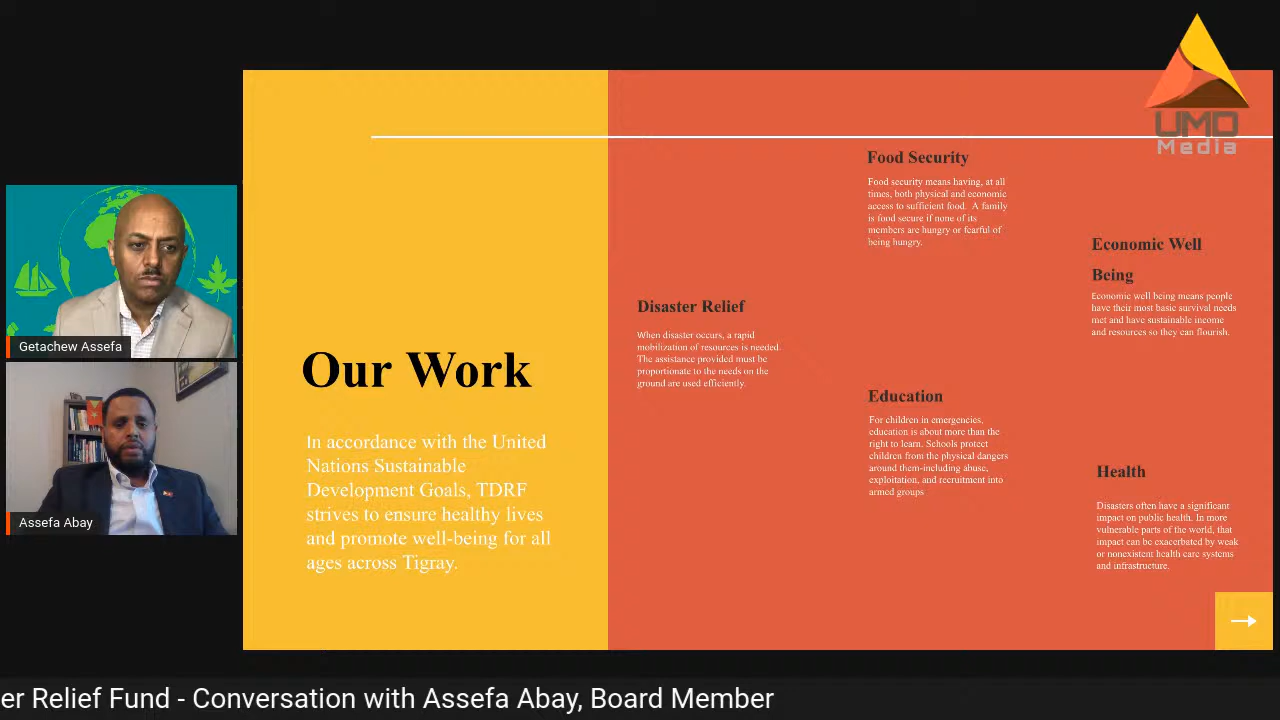 UMD
Media
Getachew Assefa
Assefa Abay
Our Work
In accordance with the United
Nations Sustainable
Development Goals, TDRF
strives to ensure healthy lives
and promote well-being for all
ages across Tigray.
Disaster Relief
When disaster occurs, a rapid
mobilization of resources is needed.
The assistance provided must be
proportionate to the needs on the
ground are used efficiently.
Food Security
Food security means having, at all
times, both physical and economic
access to sufficient food. A family
is food secure if none of its
members are hungry or fearful of
being hungry.
Education
For children in emergencies,
education is about more than the
right to learn. Schools protect
children from the physical dangers
around them-including abuse,
exploitation, and recruitment into
armed groups
Economic Well
Being
Economic well being means people
have their most basic survival needs
met and have sustainable income
and resources so they can flourish.
Health
Disasters often have a significant
impact on public health. In more
vulnerable parts of the world, that
impact can be exacerbated by weak
or nonexistent health care systems
and infrastructure.
er Relief Fund - Conversation with Assefa Abay, Board Member